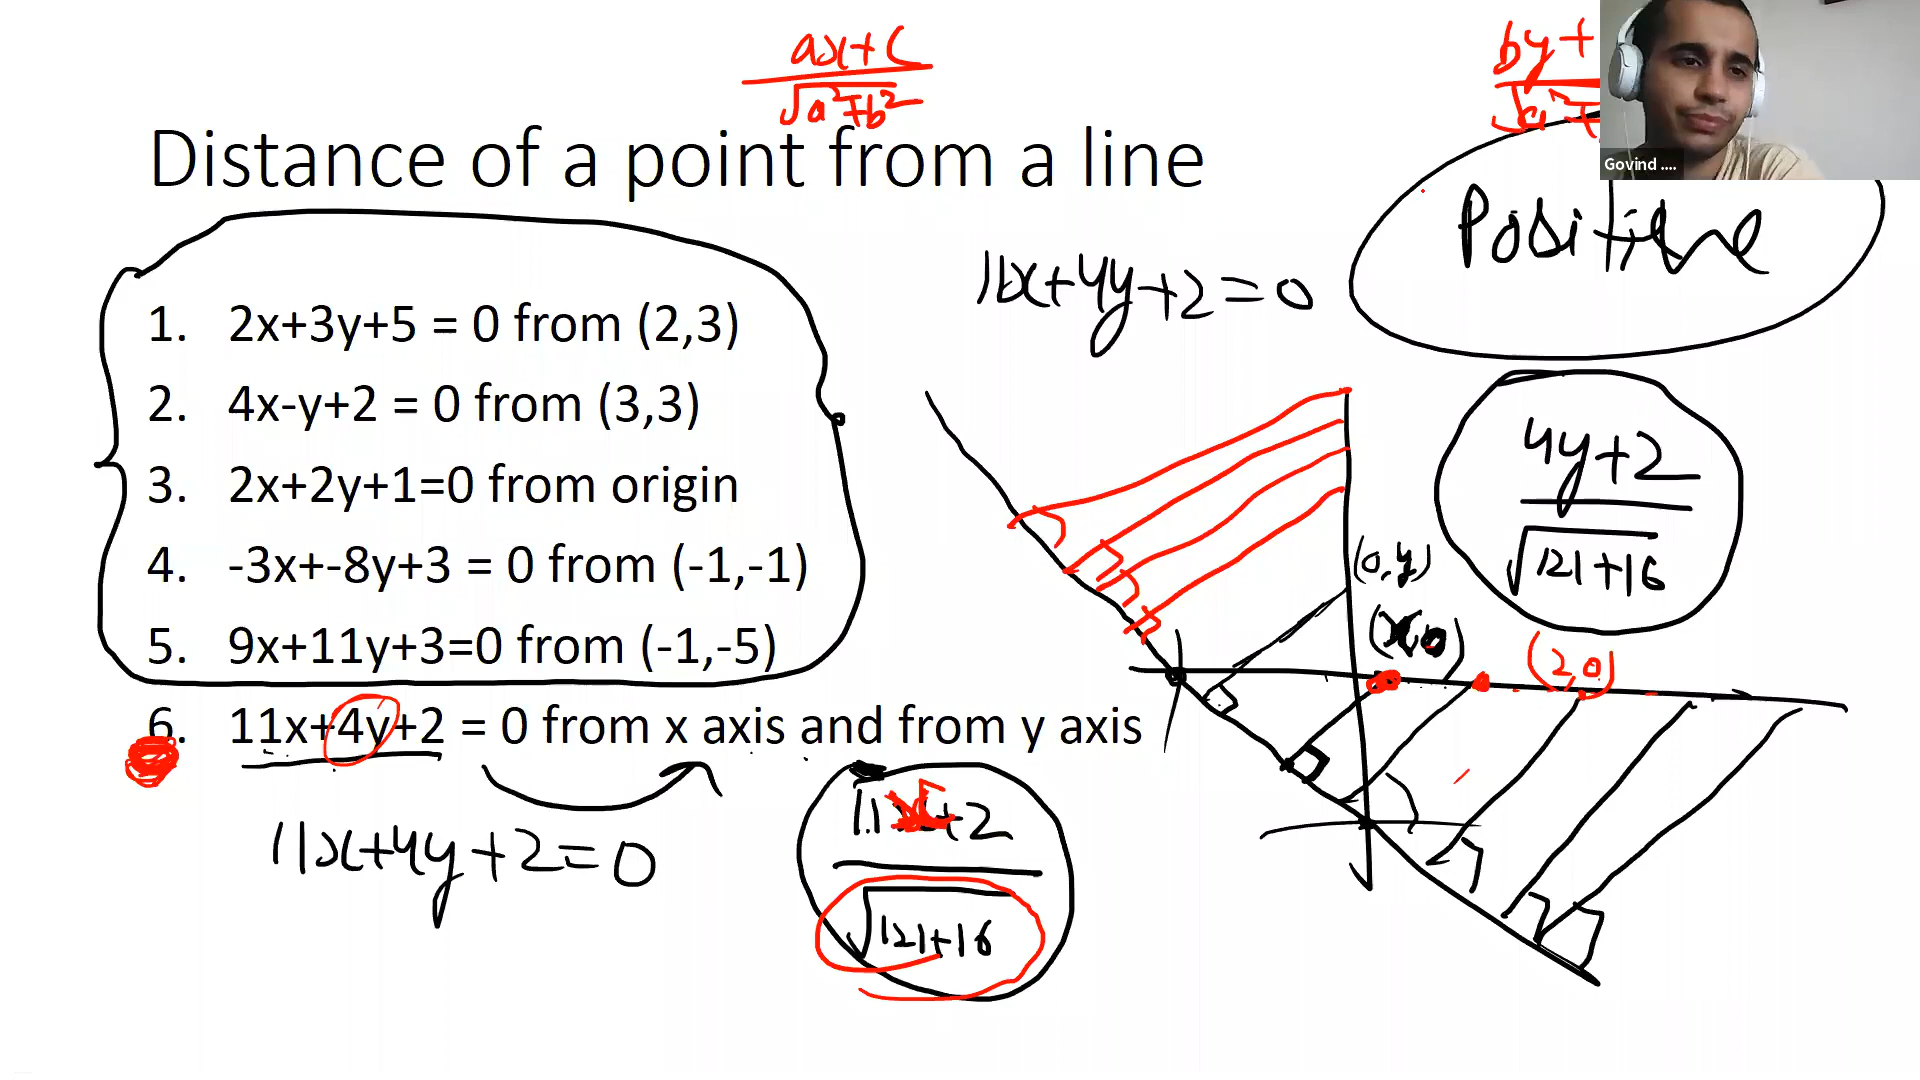 ax+c
√a²+b²
by+
Govind ....
Distance of a point from a line
Positive
11x+4y+2=0
1. 2x+3y+5 = 0 from (2,3)
2. 4x-y+2 = 0 from (3,3)
3. 2x+2y+1=0 from origin
4. -3x+-8y+3 = 0 from (-1,-1)
5. 9x+11y+3=0 from (-1,-5)
6. 11x+4y+2 = 0 from x axis and from y axis
4y+2
√121+16
(0,y)
(2,0)
11x+4y+2=0
+2
√121+16